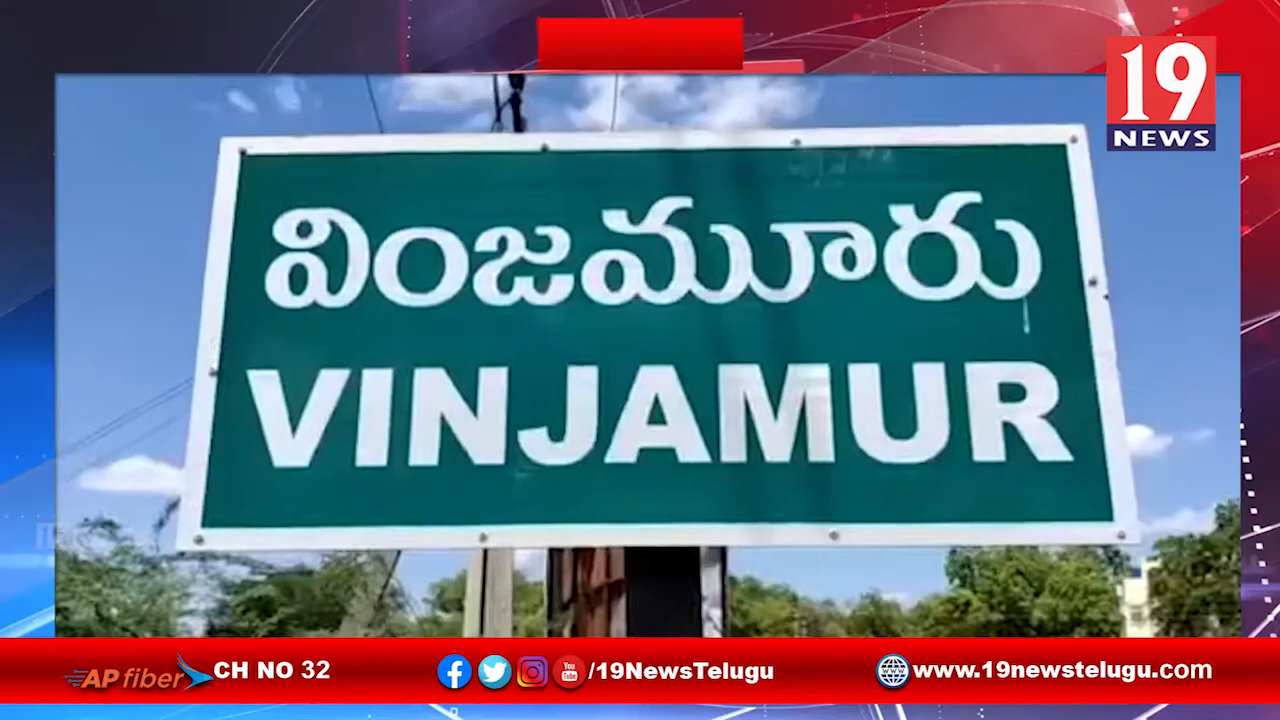 19
NEWS
వింజమూరు
VINJAMUR
AP fiber CH NO 32
/19NewsTelugu
www.19newstelugu.com